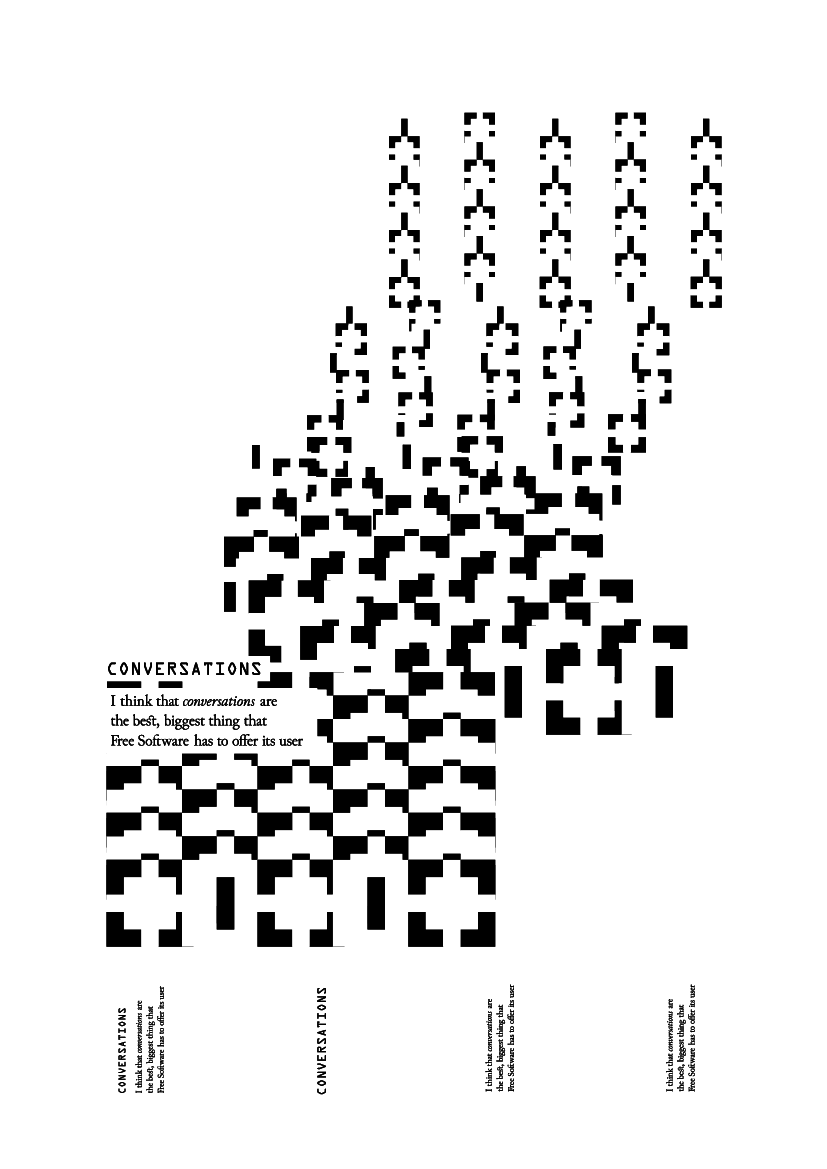 CONVERSATIONS
I think that conversations are
the best, biggest thing that
Free Software has to offer its user
CONVERSATIONS
I think that conversations are
the best, biggest thing that
Free Software has to offer its user
CONVERSATIONS
I think that conversations are
the best, biggest thing that
Free Software has to offer its user
I think that conversations are
the best, biggest thing that
Free Software has to offer its user